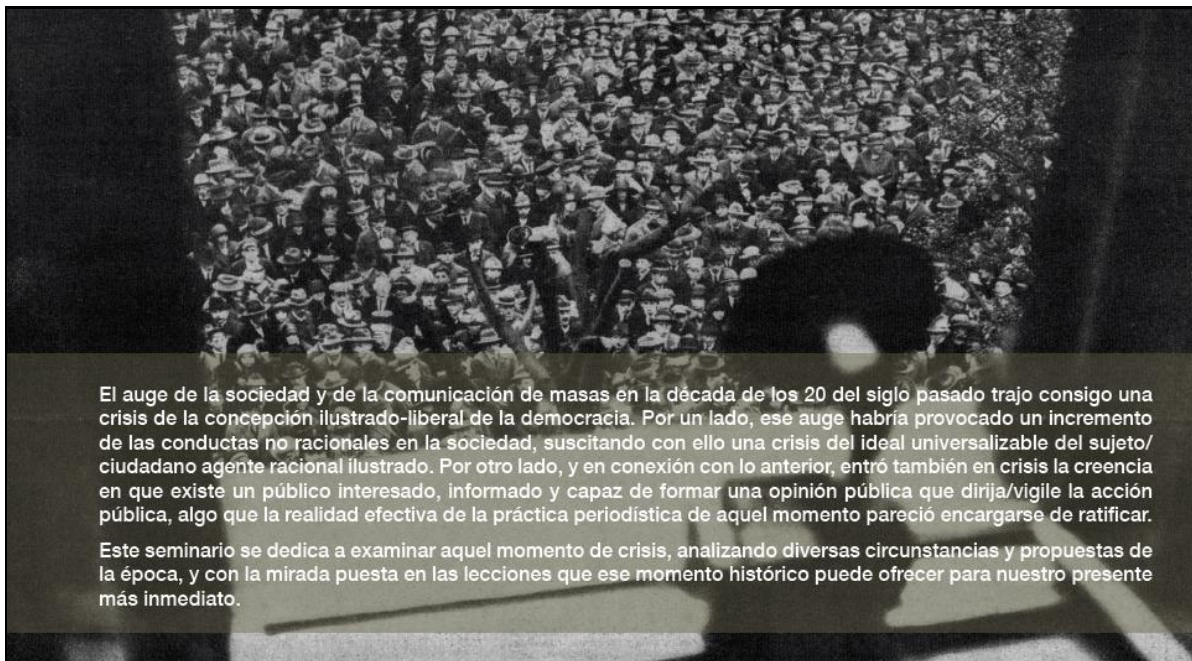 El auge de la sociedad y de la comunicación de masas en la década de los 20 del siglo pasado trajo consigo una
crisis de la concepción ilustrado-liberal de la democracia. Por un lado, ese auge habría provocado un incremento
de las conductas no racionales en la sociedad, suscitando con ello una crisis del ideal universalizable del sujeto/
ciudadano agente racional ilustrado. Por otro lado, y en conexión con lo anterior, entró también en crisis la creencia
en que existe un público interesado, informado y capaz de formar una opinión pública que dirija/vigile la acción
pública, algo que la realidad efectiva de la práctica periodística de aquel momento pareció encargarse de ratificar.
Este seminario se dedica a examinar aquel momento de crisis, analizando diversas circunstancias y propuestas de
la época, y con la mirada puesta en las lecciones que ese momento histórico puede ofrecer para nuestro presente
más inmediato.